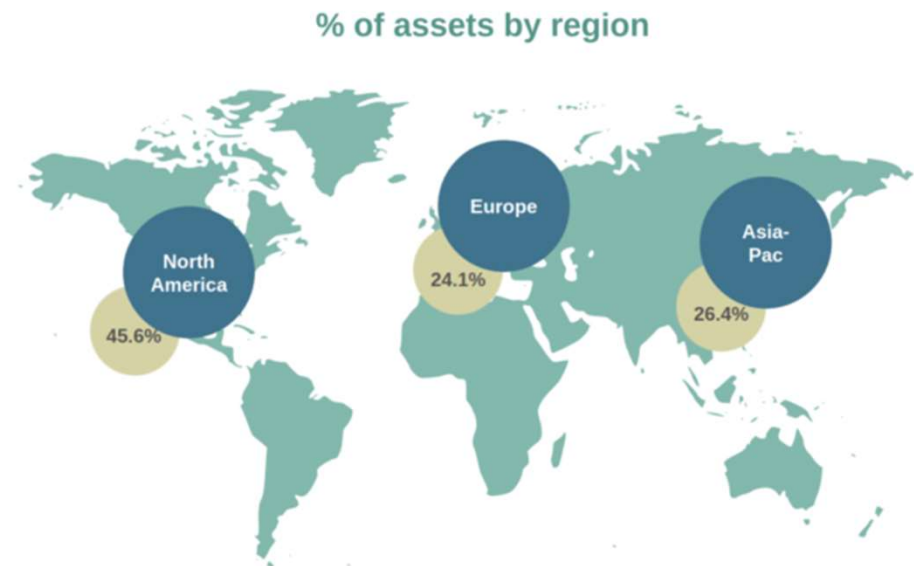 % of assets by region
North
America
45.6%
Europe
24.1%
Asia-
Pac
26.4%